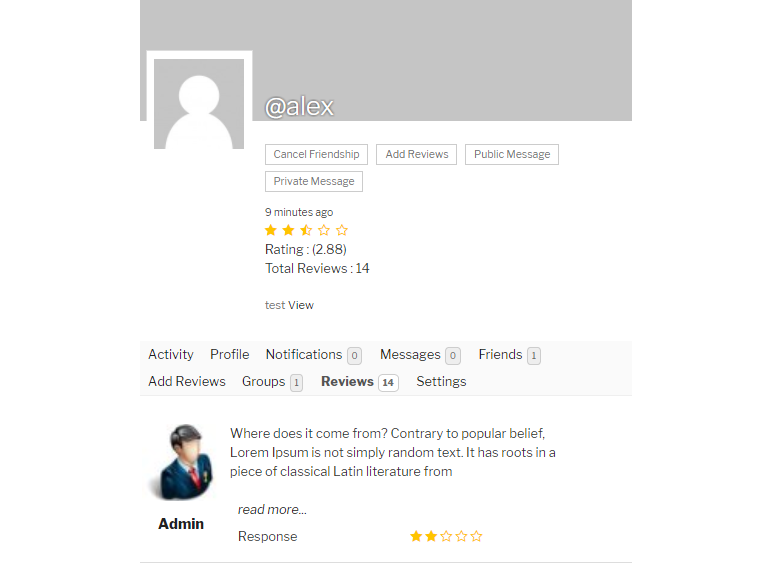 @alex
Cancel Friendship Add Reviews Public Message
Private Message
9 minutes ago
Rating : (2.88)
Total Reviews : 14
test View
Activity Profile Notifications 0 Messages 0 Friends 1
Add Reviews Groups 1 Reviews 14 Settings
Where does it come from? Contrary to popular belief,
Lorem Ipsum is not simply random text. It has roots in a
piece of classical Latin literature from
read more...
Admin
Response